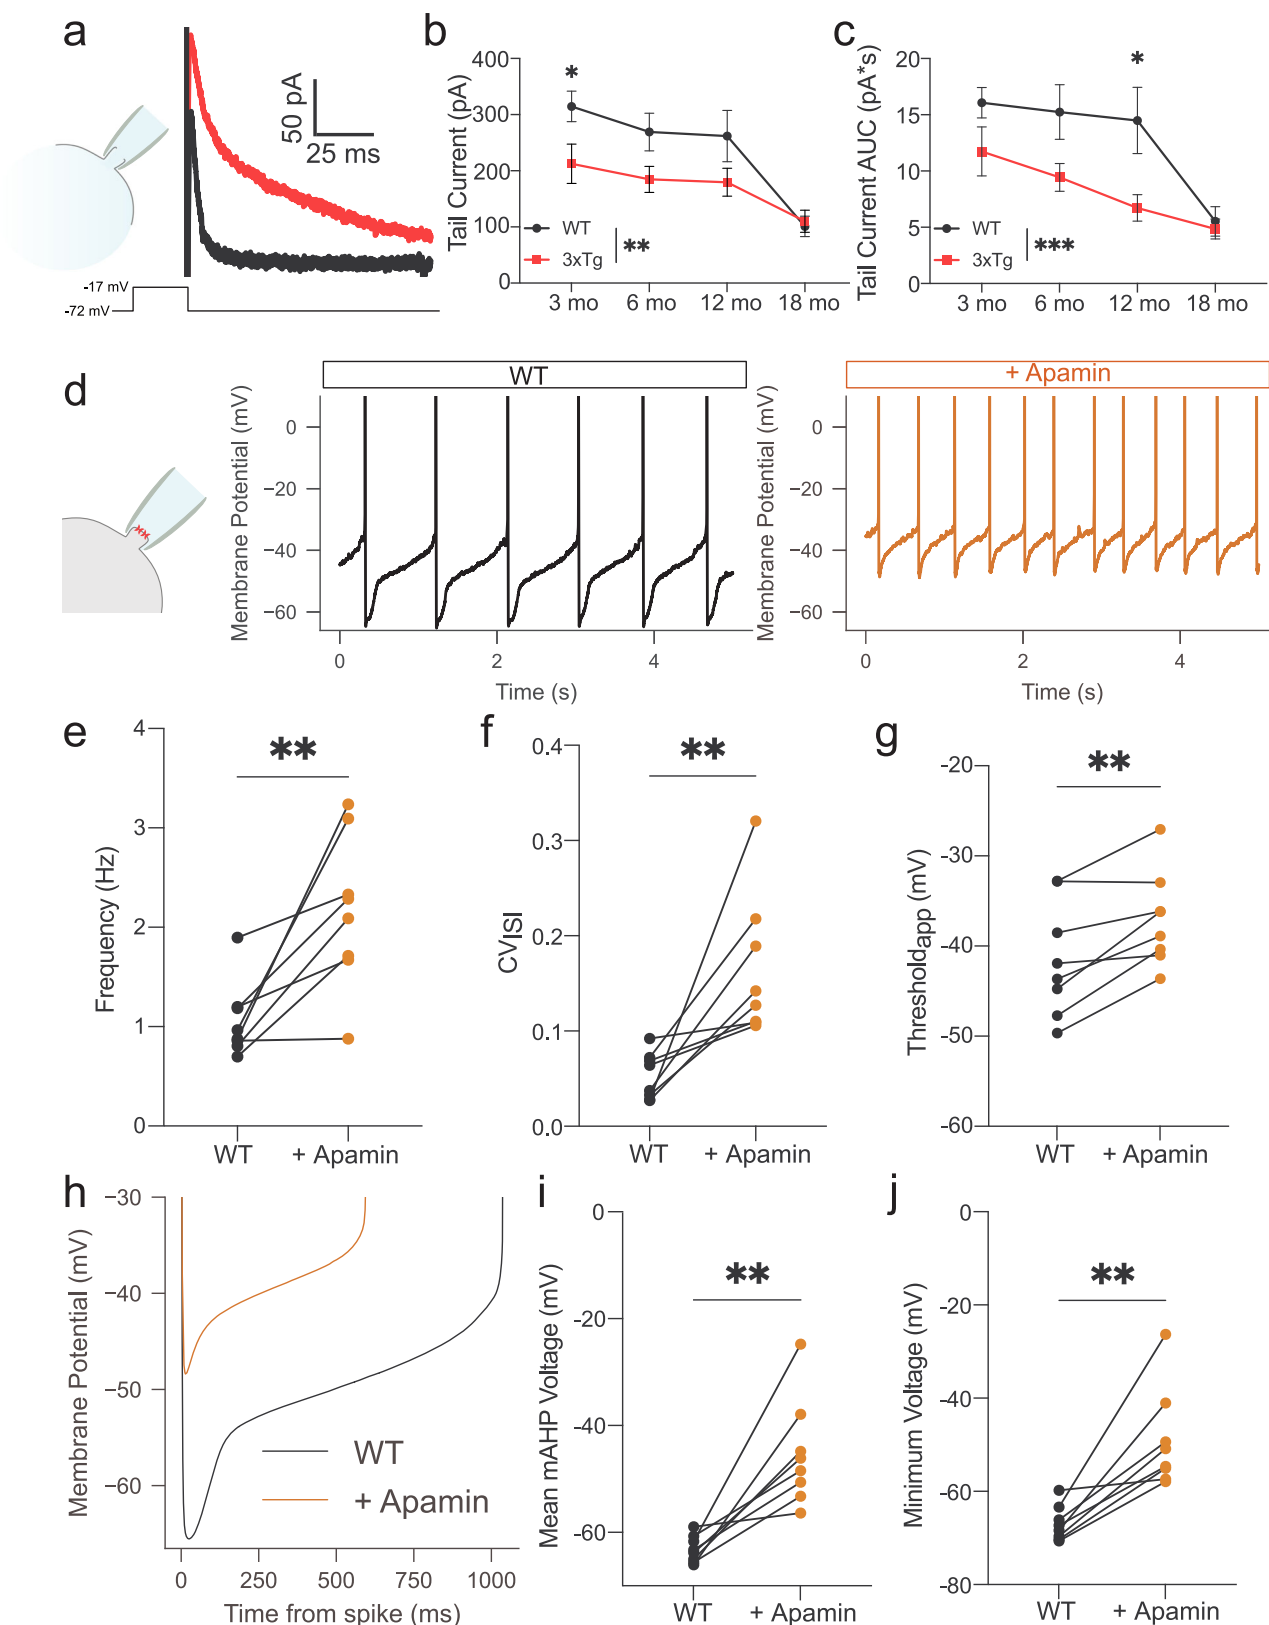 a
50 pA
25 ms
-17 mV
-72 mV
b
Tail Current (pA)
400
300
200
100
0
*
WT
3xTg
**
3 mo
6 mo
12 mo
18 mo
c
Tail Current AUC (pA*s)
20
15
10
5
0
*
WT
3xTg
***
3 mo
6 mo
12 mo
18 mo
d
WT
Membrane Potential (mV)
0
−20
−40
−60
0
2
4
Time (s)
+ Apamin
Membrane Potential (mV)
0
−20
−40
−60
0
2
4
Time (s)
e
Frequency (Hz)
4
3
2
1
0
**
WT
+ Apamin
f
CVISI
0.4
0.3
0.2
0.1
0.0
**
WT
+ Apamin
g
Thresholdapp (mV)
-20
-30
-40
-50
-60
**
WT
+ Apamin
h
Membrane Potential (mV)
−30
−40
−50
−60
WT
+ Apamin
0
250
500
750
1000
Time from spike (ms)
i
Mean mAHP Voltage (mV)
0
-20
-40
-60
**
WT
+ Apamin
j
Minimum Voltage (mV)
0
-20
-40
-60
-80
**
WT
+ Apamin